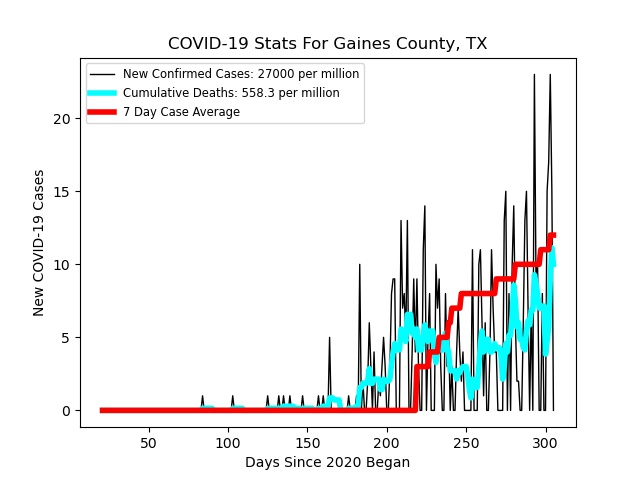 COVID-19 Stats For Gaines County, TX
New Confirmed Cases: 27000 per million
Cumulative Deaths: 558.3 per million
7 Day Case Average
New COVID-19 Cases
20
15
10
5
0
50 100 150 200 250 300
Days Since 2020 Began